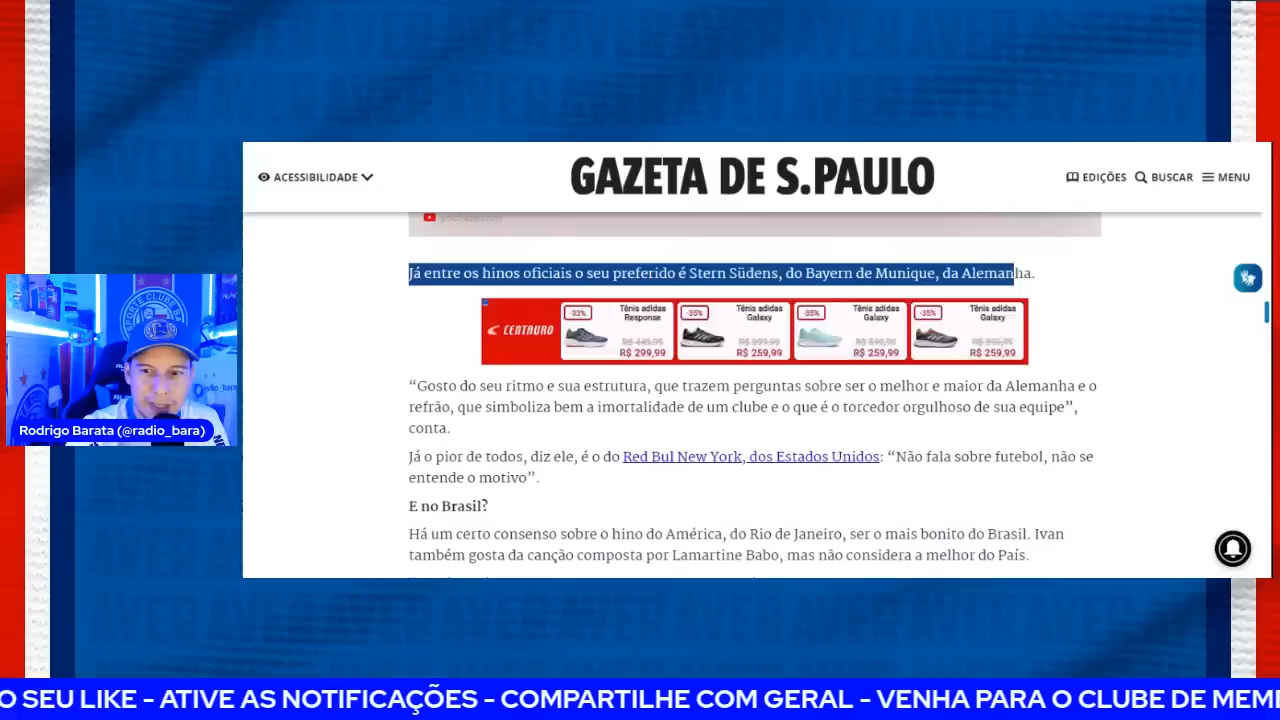 ACESSIBILIDADE
GAZETA DE S.PAULO
EDIÇÕES
BUSCAR
MENU
youtube.com
Já entre os hinos oficiais o seu preferido é Stern Südens, do Bayern de Munique, da Alemanha.
CENTAURO
-33%
Tênis adidas
Response
R$ 449,99
R$ 299,99
-35%
Tênis adidas
Galaxy
R$ 399,99
R$ 259,99
-35%
Tênis adidas
Galaxy
R$ 399,99
R$ 259,99
-35%
Tênis adidas
Galaxy
R$ 399,99
R$ 259,99
“Gosto do seu ritmo e sua estrutura, que trazem perguntas sobre ser o melhor e maior da Alemanha e o
refrão, que simboliza bem a imortalidade de um clube e o que é o torcedor orgulhoso de sua equipe”,
conta.
Já o pior de todos, diz ele, é o do Red Bul New York, dos Estados Unidos: “Não fala sobre futebol, não se
entende o motivo”.
E no Brasil?
Há um certo consenso sobre o hino do América, do Rio de Janeiro, ser o mais bonito do Brasil. Ivan
também gosta da canção composta por Lamartine Babo, mas não considera a melhor do País.
ESPORTE CLUBE BA
Rodrigo Barata (@radio_bara)
O SEU LIKE - ATIVE AS NOTIFICAÇÕES - COMPARTILHE COM GERAL - VENHA PARA O CLUBE DE MEM